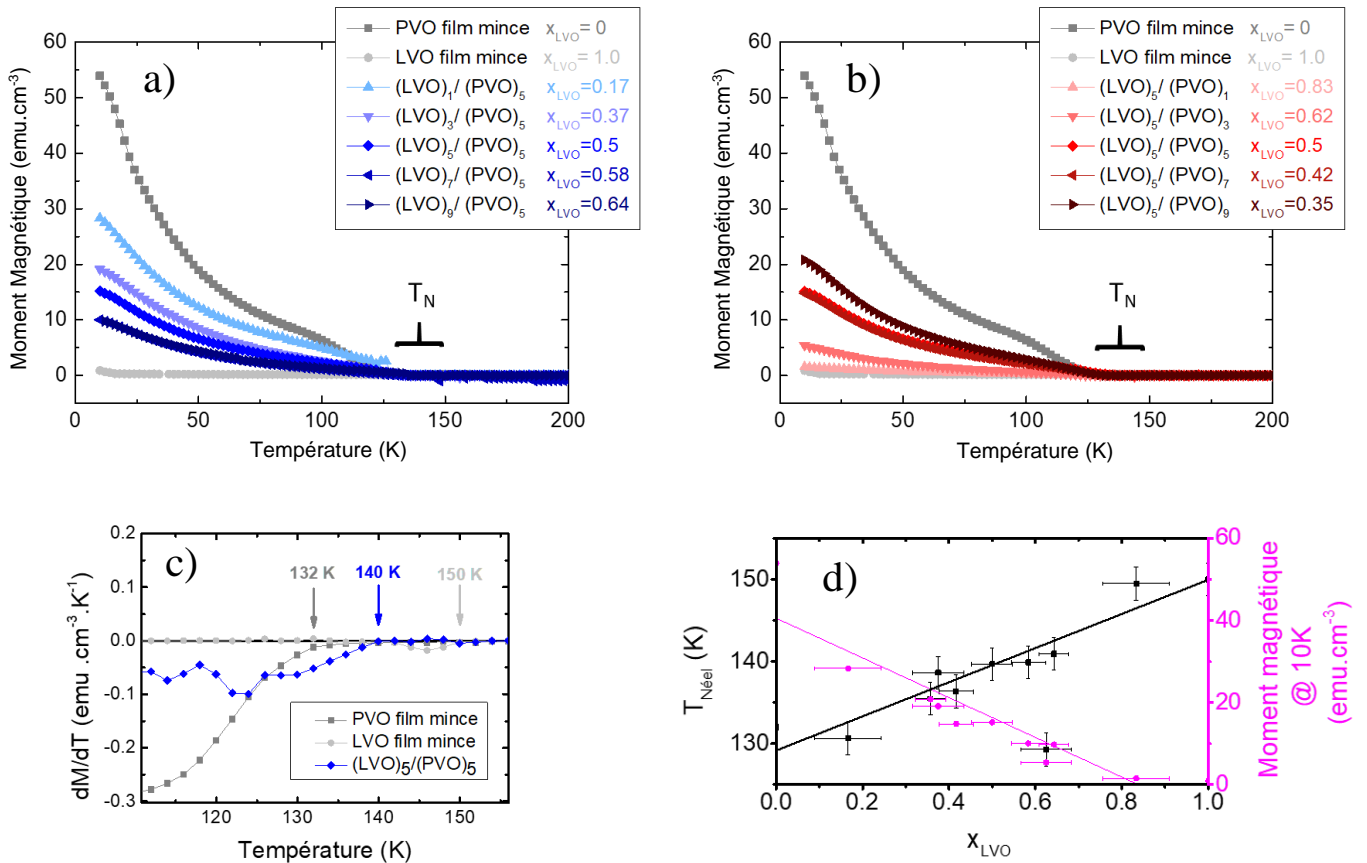 a)
PVO film mince x_LVO= 0
LVO film mince x_LVO= 1.0
(LVO)1/ (PVO)5 x_LVO=0.17
(LVO)3/ (PVO)5 x_LVO=0.37
(LVO)5/ (PVO)5 x_LVO=0.5
(LVO)7/ (PVO)5 x_LVO=0.58
(LVO)9/ (PVO)5 x_LVO=0.64
T_N
Moment Magnétique (emu.cm⁻³)
60
50
40
30
20
10
0
0 50 100 150 200
Température (K)
b)
PVO film mince x_LVO= 0
LVO film mince x_LVO= 1.0
(LVO)5/ (PVO)1 x_LVO=0.83
(LVO)5/ (PVO)3 x_LVO=0.62
(LVO)5/ (PVO)5 x_LVO=0.5
(LVO)5/ (PVO)7 x_LVO=0.42
(LVO)5/ (PVO)9 x_LVO=0.35
T_N
Moment Magnétique (emu.cm⁻³)
60
50
40
30
20
10
0
0 50 100 150 200
Température (K)
c)
132 K 140 K 150 K
dM/dT (emu .cm⁻³.K⁻¹)
0.2
0.1
0.0
-0.1
-0.2
-0.3
PVO film mince
LVO film mince
(LVO)5/(PVO)5
120 130 140 150
Température (K)
d)
T_Néel (K)
150
140
130
60
40
20
0
Moment magnétique
@ 10K
(emu.cm⁻³)
0.0 0.2 0.4 0.6 0.8 1.0
x_LVO